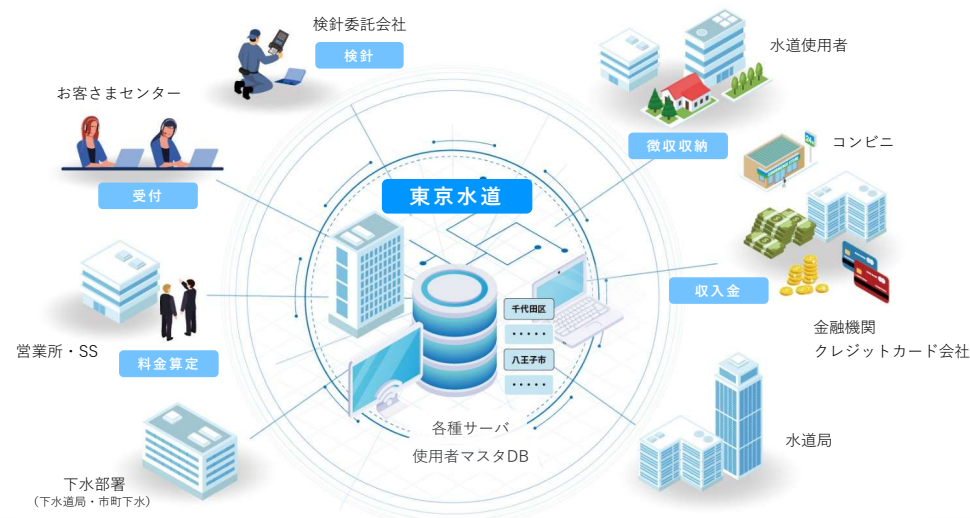 検針委託会社
検針
水道使用者
お客さまセンター
徴収収納
コンビニ
受付
東京水道
収入金
千代田区
・・・・・
八王子市
・・・・・
金融機関
クレジットカード会社
営業所・SS
料金算定
各種サーバ
使用者マスタDB
水道局
下水部署
（下水道局・市町下水）